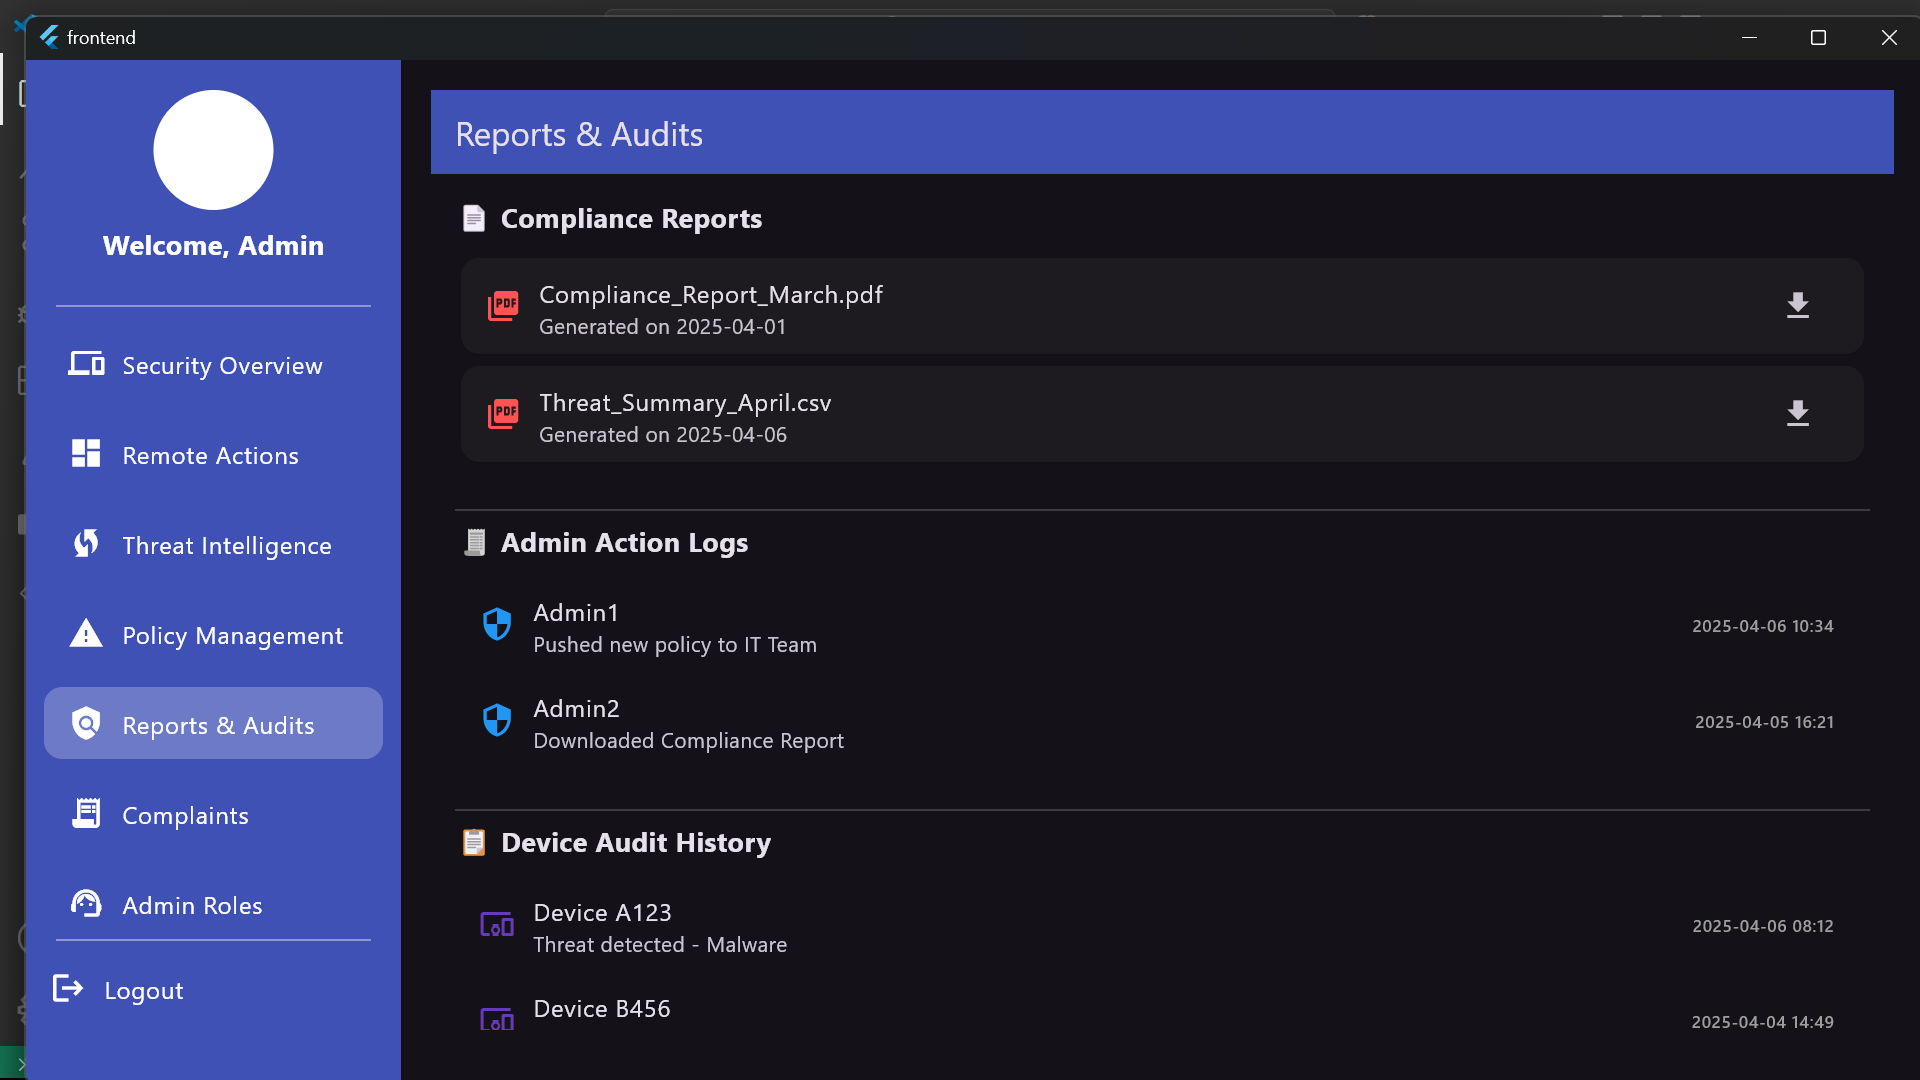 frontend
Welcome, Admin
Security Overview
Remote Actions
Threat Intelligence
Policy Management
Reports & Audits
Complaints
Admin Roles
Logout
Reports & Audits
Compliance Reports
PDF
Compliance_Report_March.pdf
Generated on 2025-04-01
PDF
Threat_Summary_April.csv
Generated on 2025-04-06
Admin Action Logs
Admin1
Pushed new policy to IT Team
2025-04-06 10:34
Admin2
Downloaded Compliance Report
2025-04-05 16:21
Device Audit History
Device A123
Threat detected - Malware
2025-04-06 08:12
Device B456
2025-04-04 14:49